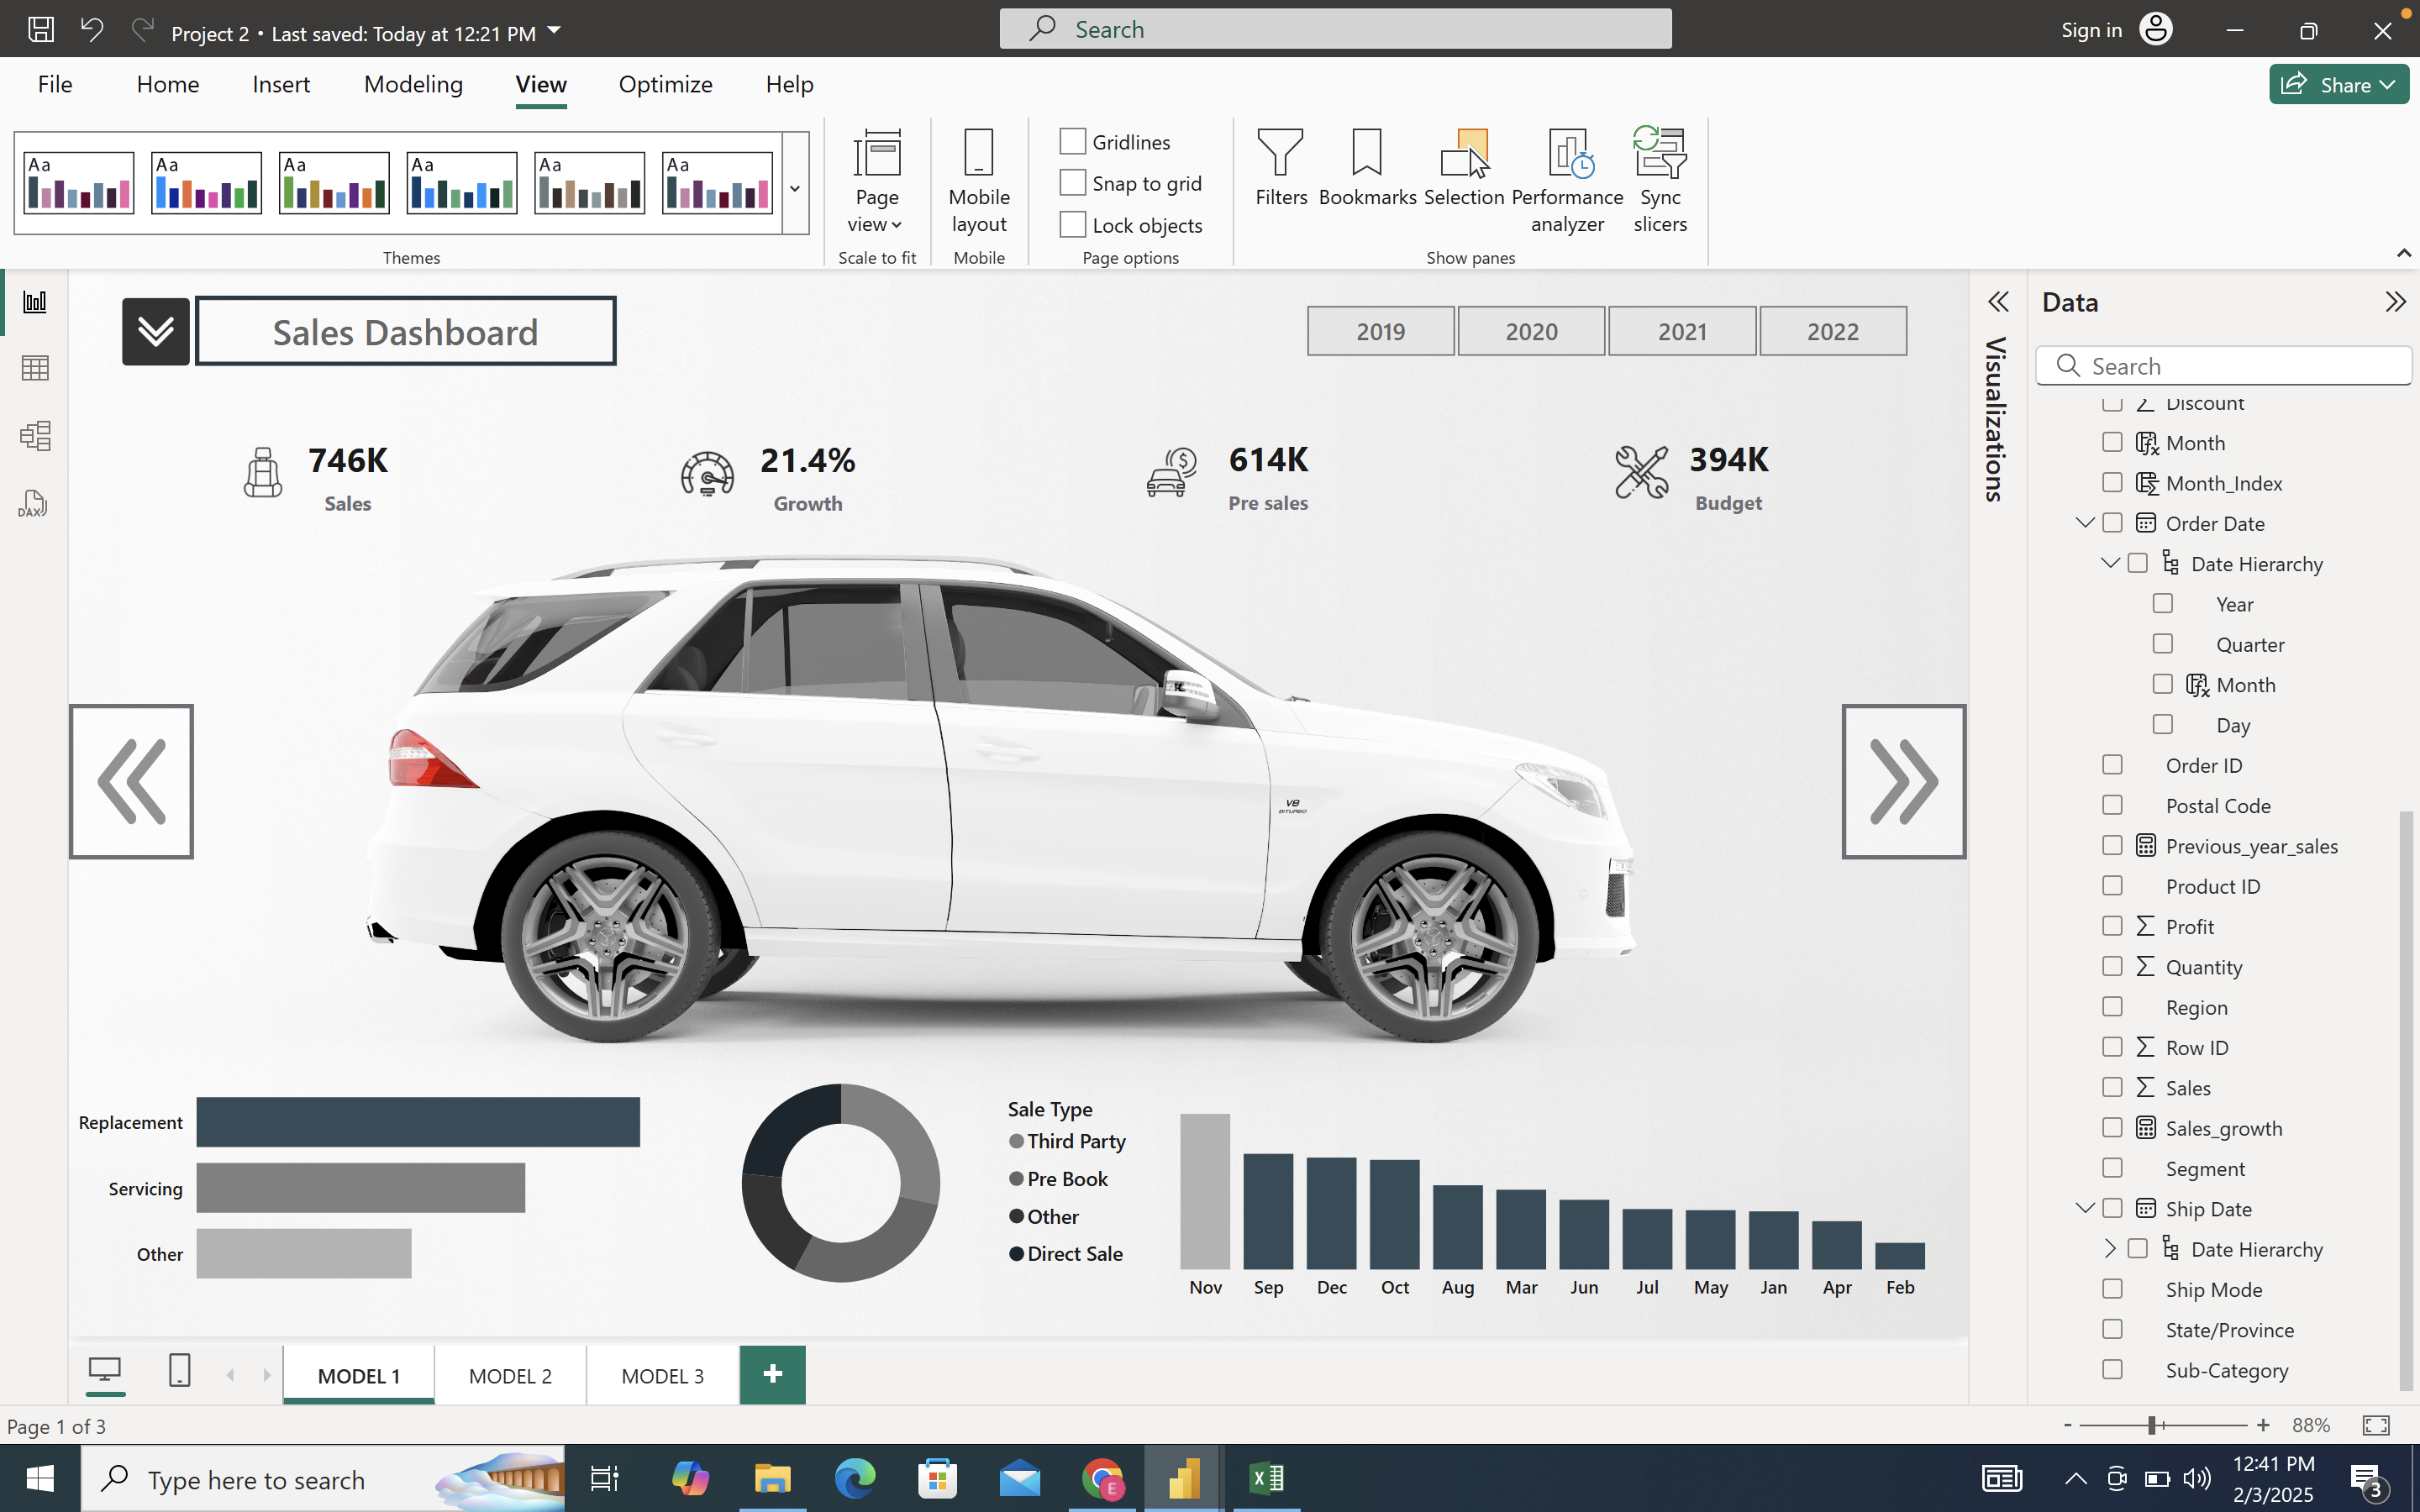 Project 2 • Last saved: Today at 12:21 PM
Search
Sign in
File Home Insert Modeling View Optimize Help
Share
Aa Aa Aa Aa Aa Aa
Themes
Page
view
Scale to fit
Mobile
layout
Mobile
Gridlines
Snap to grid
Lock objects
Page options
Filters
Bookmarks
Selection
Performance
analyzer
Sync
slicers
Show panes
DAX
Sales Dashboard
2019 2020 2021 2022
746K
Sales
21.4%
Growth
614K
Pre sales
394K
Budget
V8
BITURBO
Replacement
Servicing
Other
Sale Type
Third Party
Pre Book
Other
Direct Sale
Nov Sep Dec Oct Aug Mar Jun Jul May Jan Apr Feb
Visualizations
Data
Search
Discount
Month
Month_Index
Order Date
Date Hierarchy
Year
Quarter
Month
Day
Order ID
Postal Code
Previous_year_sales
Product ID
Profit
Quantity
Region
Row ID
Sales
Sales_growth
Segment
Ship Date
Date Hierarchy
Ship Mode
State/Province
Sub-Category
MODEL 1 MODEL 2 MODEL 3 +
Page 1 of 3
- + 88%
Type here to search
E
12:41 PM
2/3/2025
3